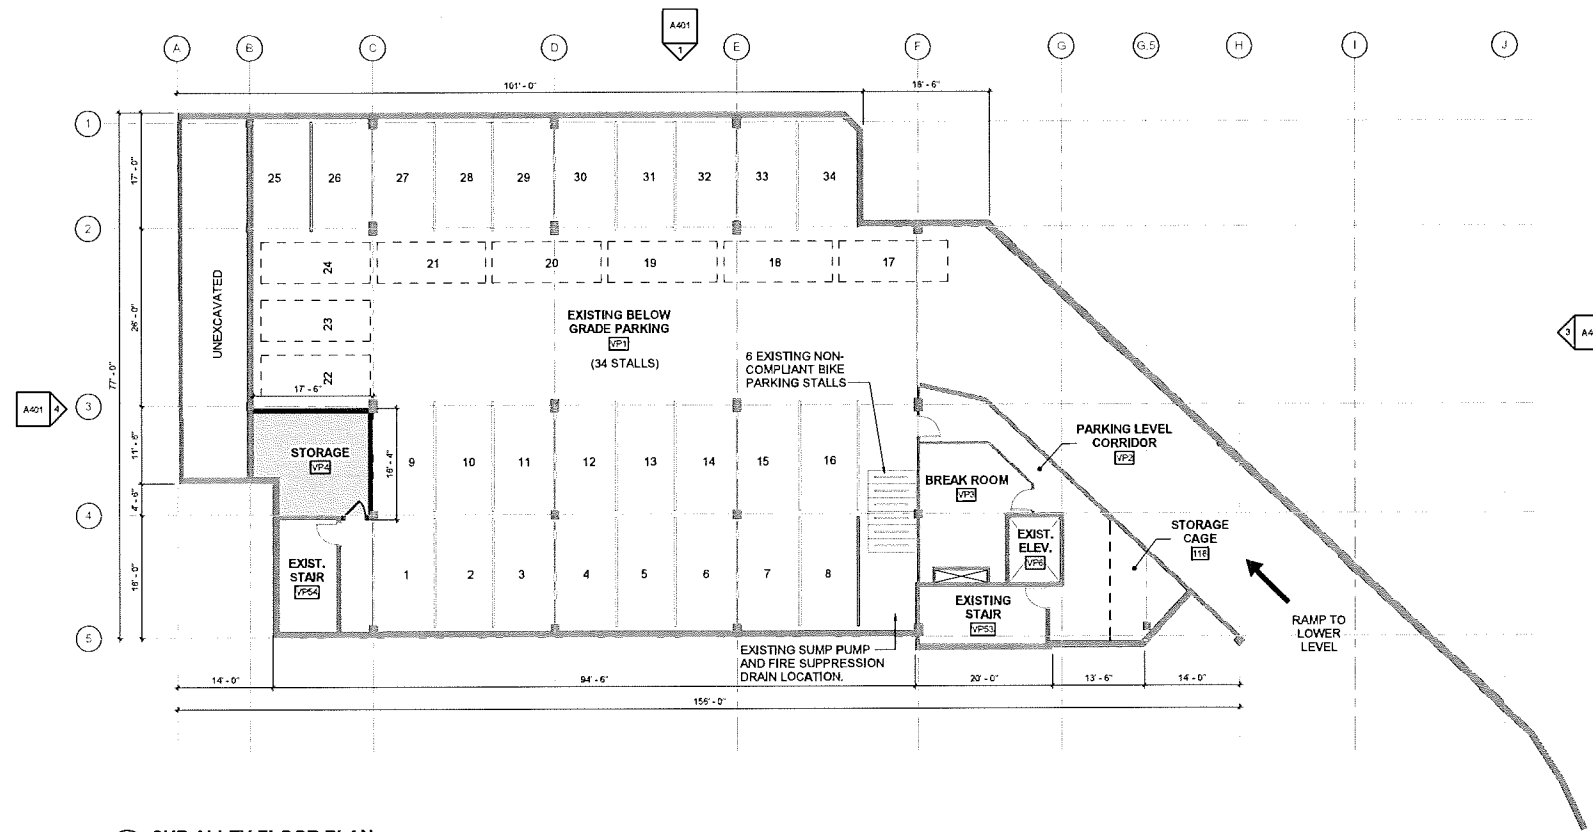 A401
1
A
B
C
D
E
F
G
G.5
H
I
J
101' - 0"
18' - 6"
1
17' - 0"
25
26
27
28
29
30
31
32
33
34
2
24
21
20
19
18
17
UNEXCAVATED
23
EXISTING BELOW
GRADE PARKING
VP1
(34 STALLS)
26' - 0"
77' - 0"
22
17' - 6"
6 EXISTING NON-
COMPLIANT BIKE
PARKING STALLS
3
A401
4
3
STORAGE
VP4
16' - 4"
11' - 6"
9
10
11
12
13
14
15
16
PARKING LEVEL
CORRIDOR
VP2
BREAK ROOM
VP3
4' - 6"
4
STORAGE
CAGE
118
EXIST.
ELEV.
VP6
EXIST.
STAIR
VP54
16' - 0"
1
2
3
4
5
6
7
8
EXISTING
STAIR
VP53
RAMP TO
LOWER
LEVEL
5
EXISTING SUMP PUMP
AND FIRE SUPPRESSION
DRAIN LOCATION.
14' - 0"
94' - 6"
20' - 0"
13' - 6"
14' - 0"
156' - 0"